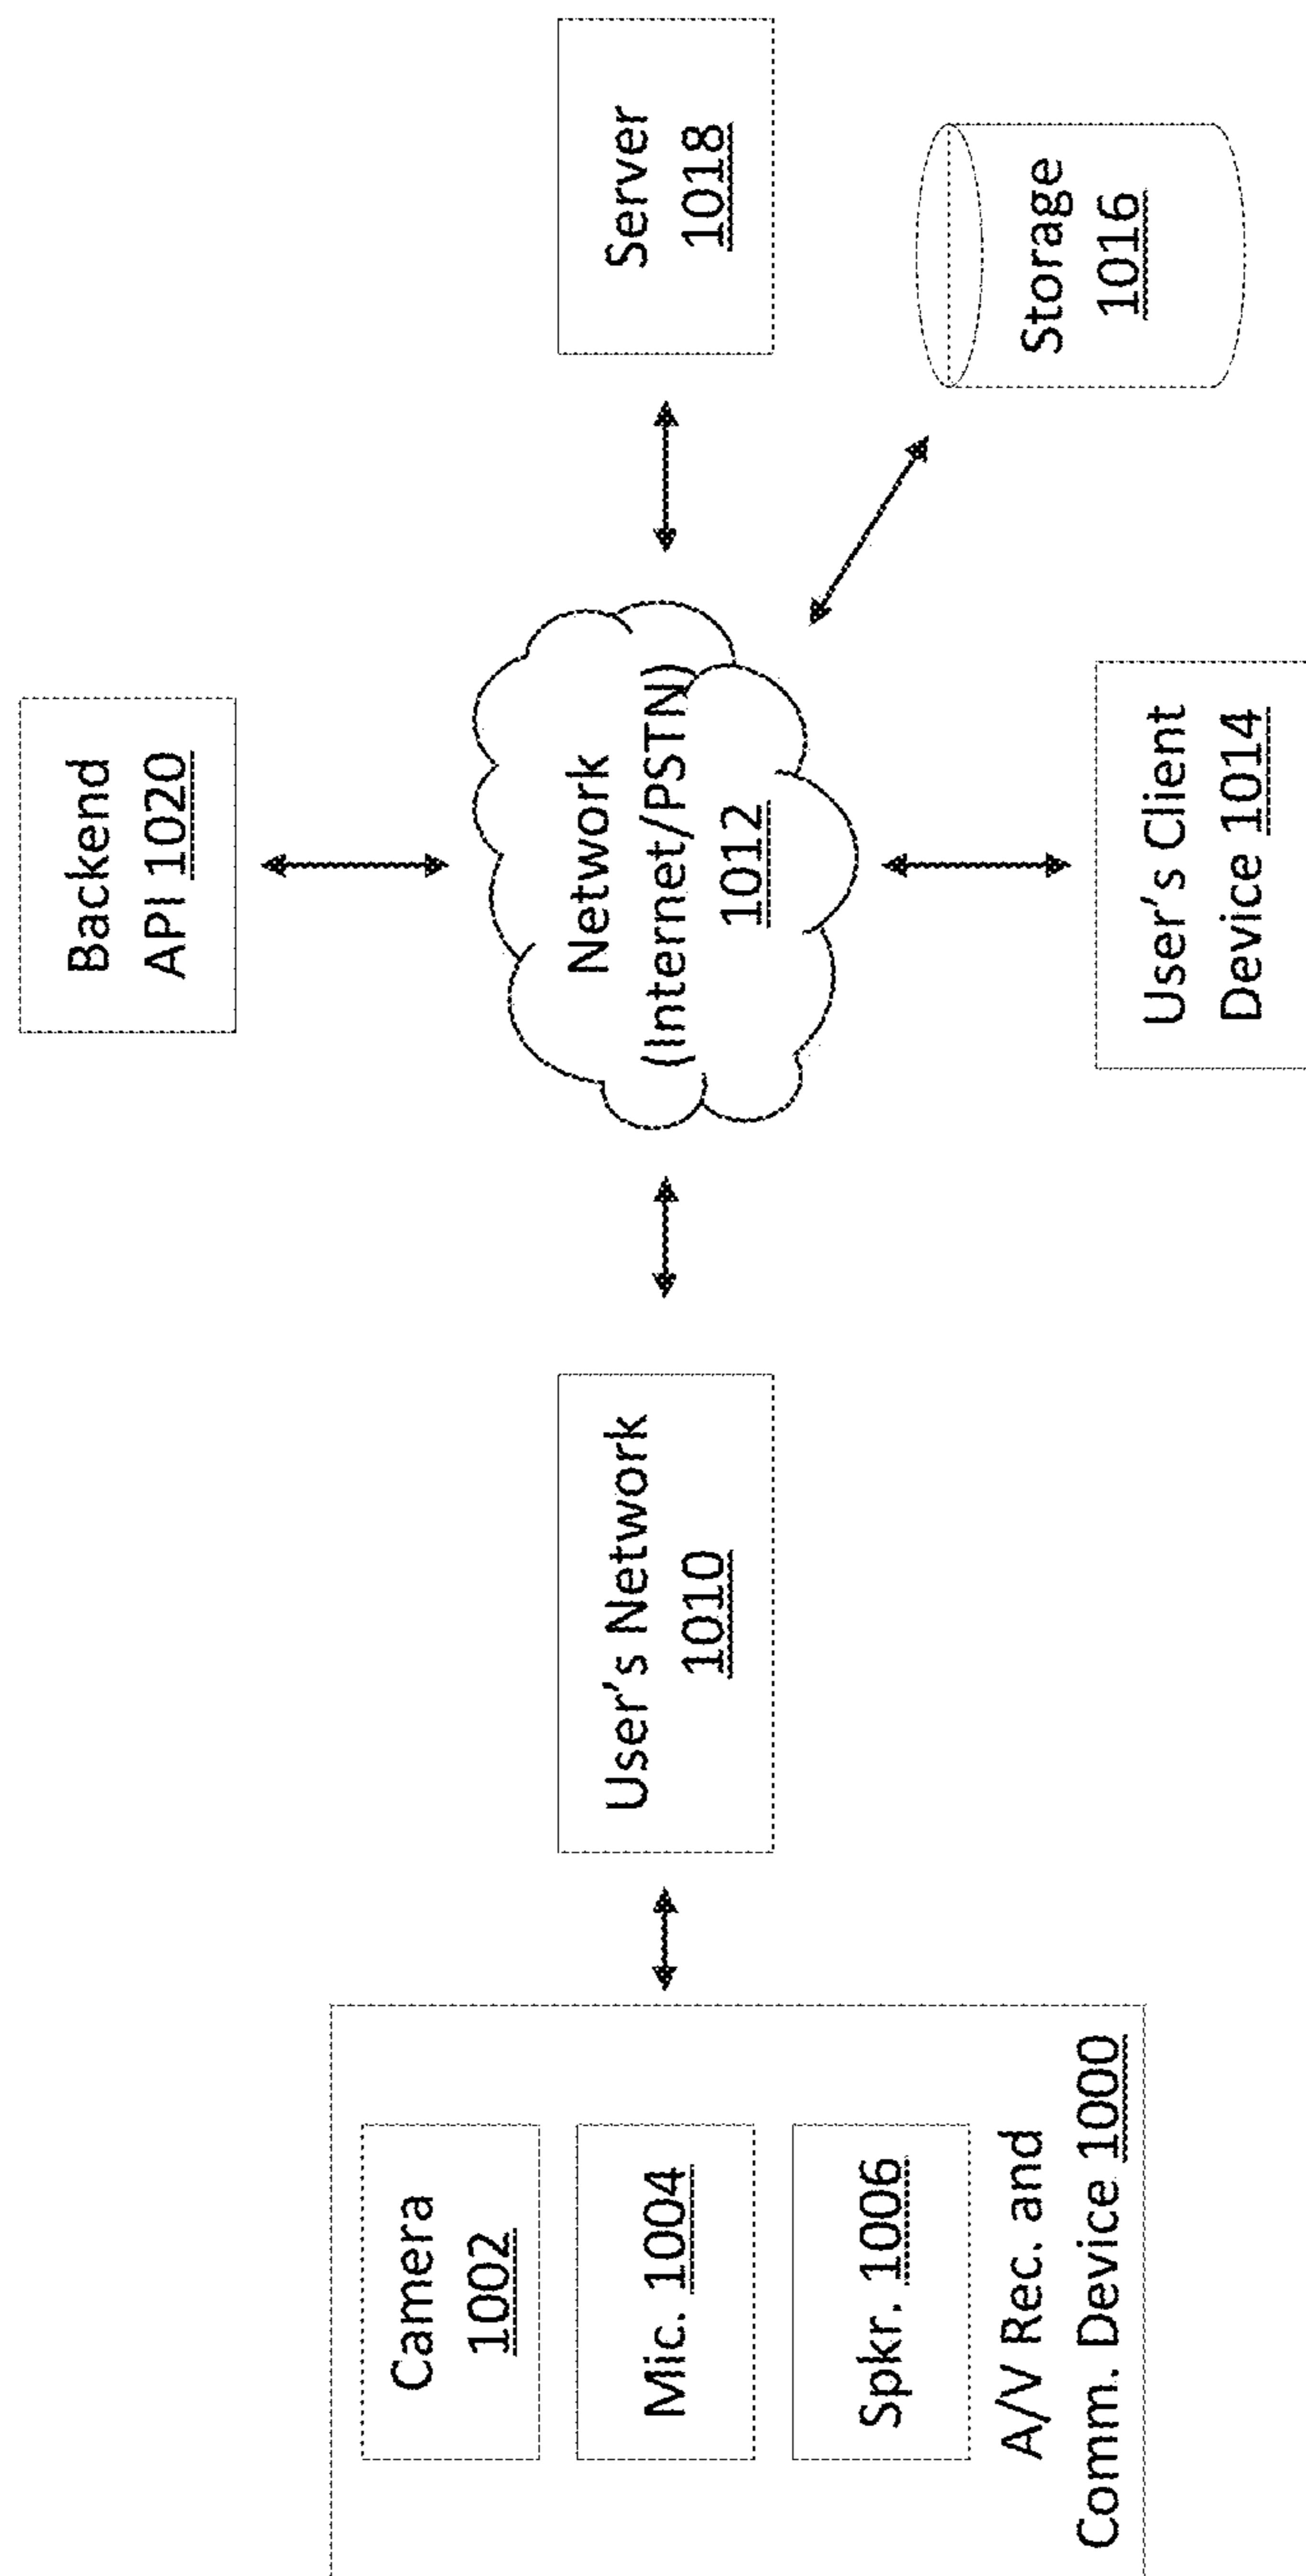 Camera
1002
Mic. 1004
Spkr. 1006
A/V Rec. and
Comm. Device 1000
User's Network
1010
Backend
API 1020
Network
(Internet/PSTN)
1012
User's Client
Device 1014
Server
1018
Storage
1016